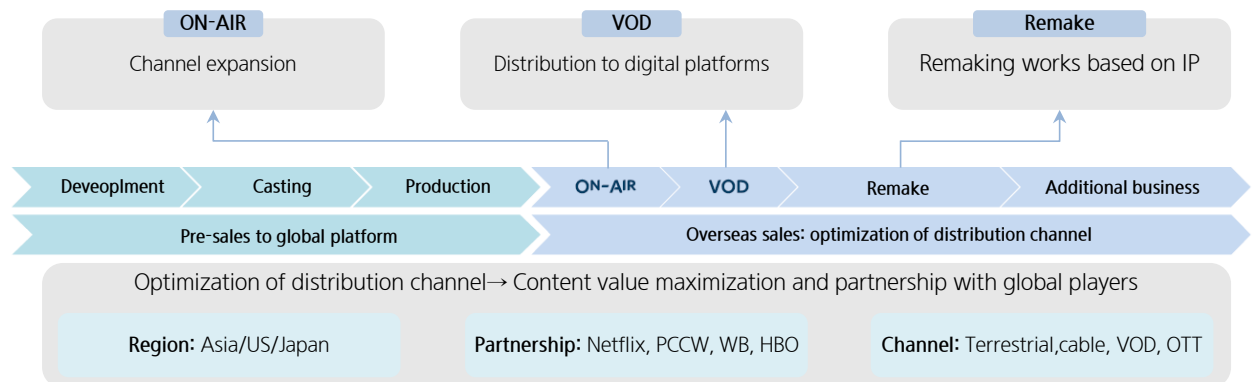 ON-AIR
Channel expansion
VOD
Distribution to digital platforms
Remake
Remaking works based on IP
Deveoplment
Casting
Production
ON-AIR
VOD
Remake
Additional business
Pre-sales to global platform
Overseas sales: optimization of distribution channel
Optimization of distribution channel→ Content value maximization and partnership with global players
Region: Asia/US/Japan
Partnership: Netflix, PCCW, WB, HBO
Channel: Terrestrial,cable, VOD, OTT